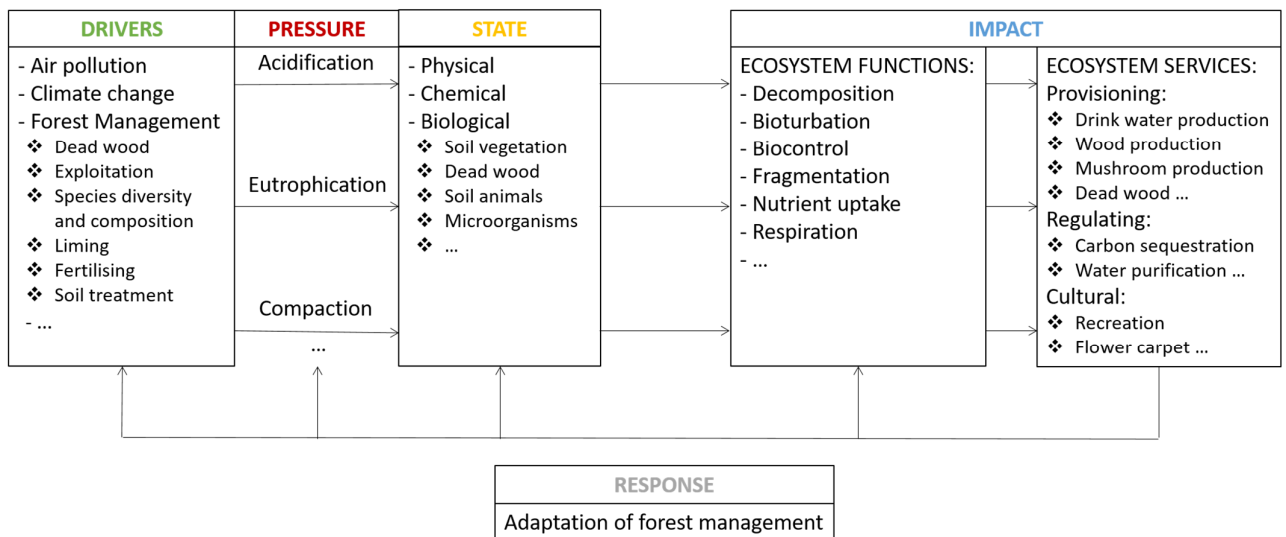 DRIVERS
- Air pollution
- Climate change
- Forest Management
❖ Dead wood
❖ Exploitation
❖ Species diversity
and composition
❖ Liming
❖ Fertilising
❖ Soil treatment
- ...
PRESSURE
Acidification
Eutrophication
Compaction
...
STATE
- Physical
- Chemical
- Biological
❖ Soil vegetation
❖ Dead wood
❖ Soil animals
❖ Microorganisms
❖ ...
IMPACT
ECOSYSTEM FUNCTIONS:
- Decomposition
- Bioturbation
- Biocontrol
- Fragmentation
- Nutrient uptake
- Respiration
- ...
ECOSYSTEM SERVICES:
Provisioning:
❖ Drink water production
❖ Wood production
❖ Mushroom production
❖ Dead wood ...
Regulating:
❖ Carbon sequestration
❖ Water purification ...
Cultural:
❖ Recreation
❖ Flower carpet ...
RESPONSE
Adaptation of forest management